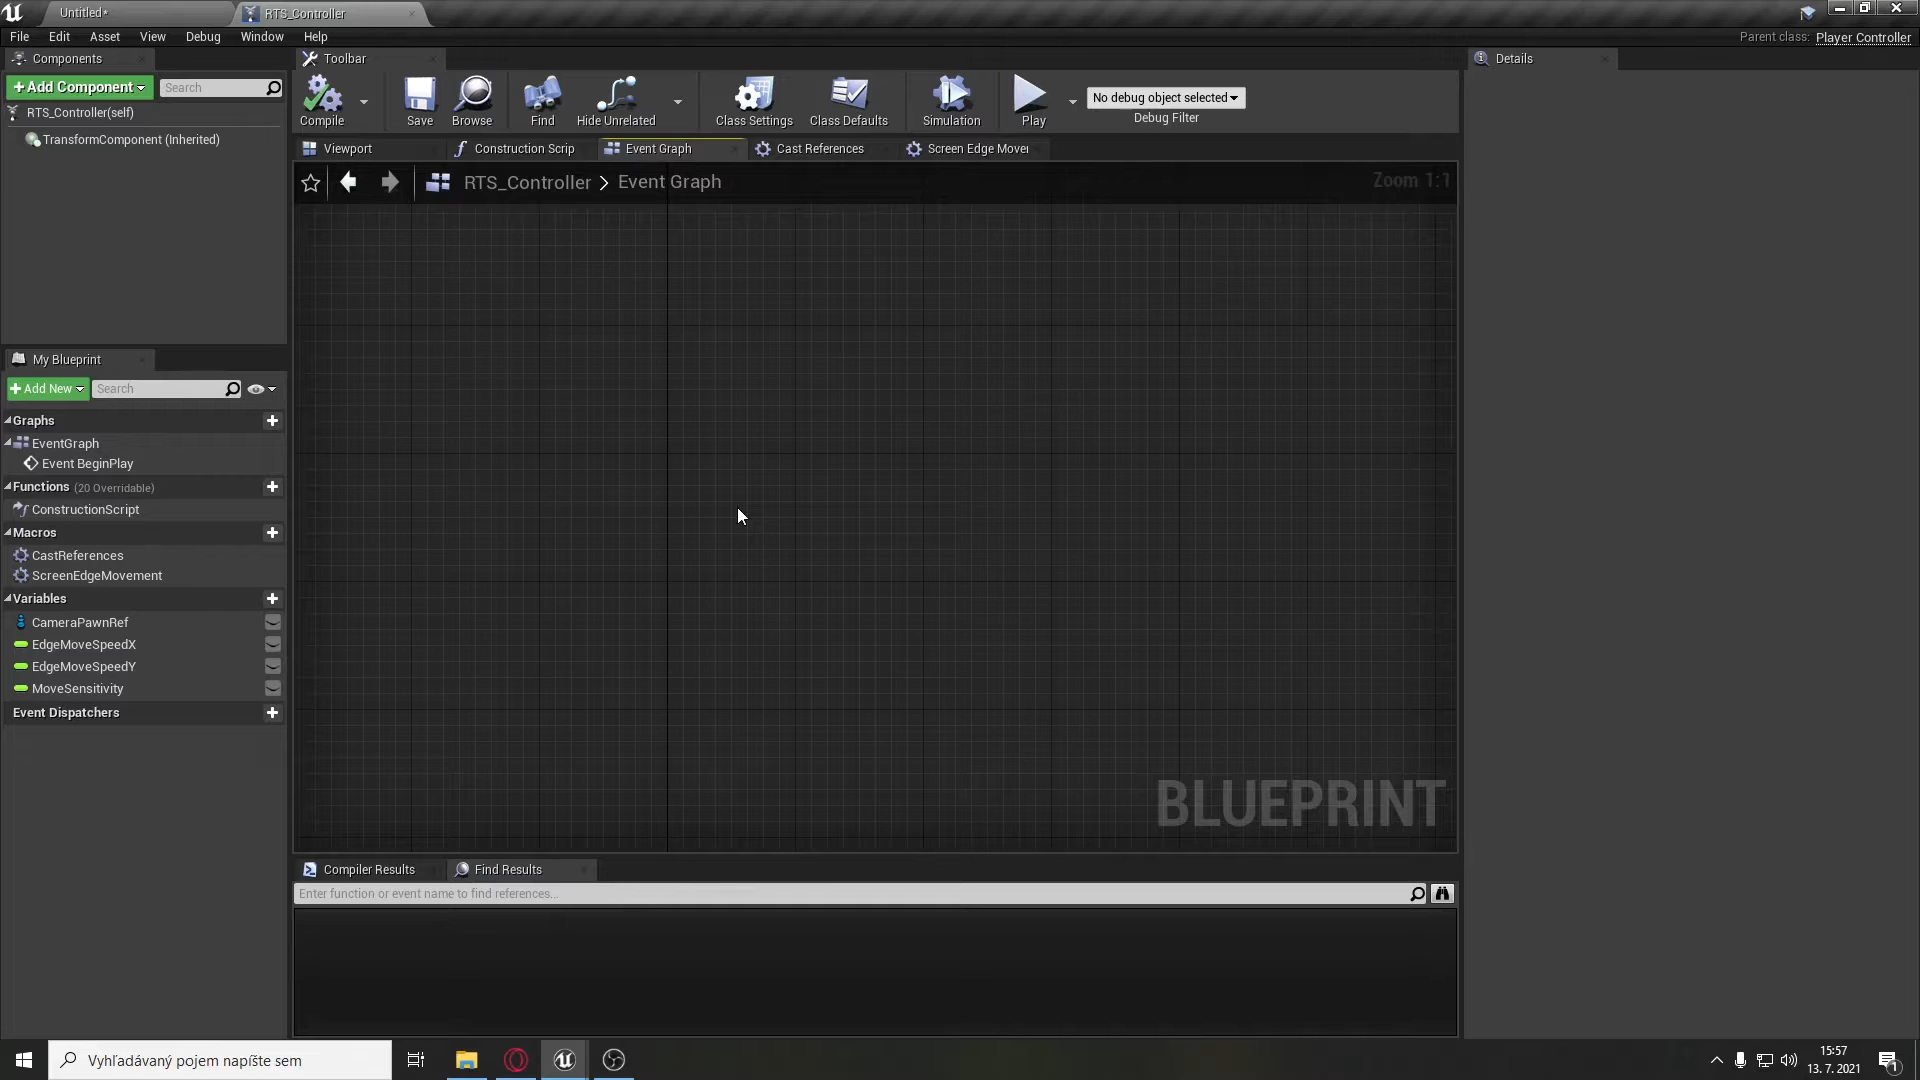 Untitled*
RTS_Controller
File Edit Asset View Debug Window Help
Parent class: Player Controller
Components
Toolbar
Details
+ Add Component
Search
RTS_Controller(self)
TransformComponent (Inherited)
Compile
Save
Browse
Find
Hide Unrelated
Class Settings
Class Defaults
Simulation
Play
No debug object selected
Debug Filter
Viewport
Construction Scrip
Event Graph
Cast References
Screen Edge Mover
RTS_Controller > Event Graph
Zoom 1:1
My Blueprint
+ Add New
Search
Graphs
EventGraph
Event BeginPlay
Functions (20 Overridable)
ConstructionScript
Macros
CastReferences
ScreenEdgeMovement
Variables
CameraPawnRef
EdgeMoveSpeedX
EdgeMoveSpeedY
MoveSensitivity
Event Dispatchers
BLUEPRINT
Compiler Results
Find Results
Enter function or event name to find references...
Vyhľadávaný pojem napíšte sem
15:57
13. 7. 2021
1